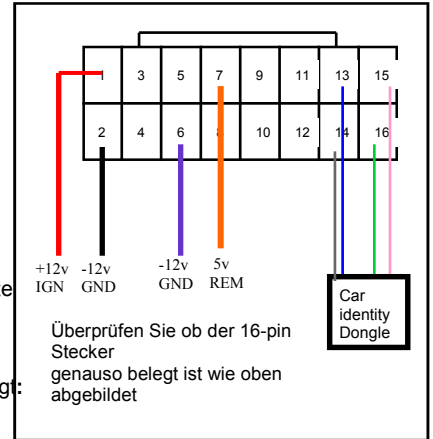 1 3 5 7 9 11 13 15
2 4 6 8 10 12 14 16
+12v -12v -12v 5v
IGN GND GND REM
Car
identity
Dongle
Überprüfen Sie ob der 16-pin
Stecker
genauso belegt ist wie oben
abgebildet